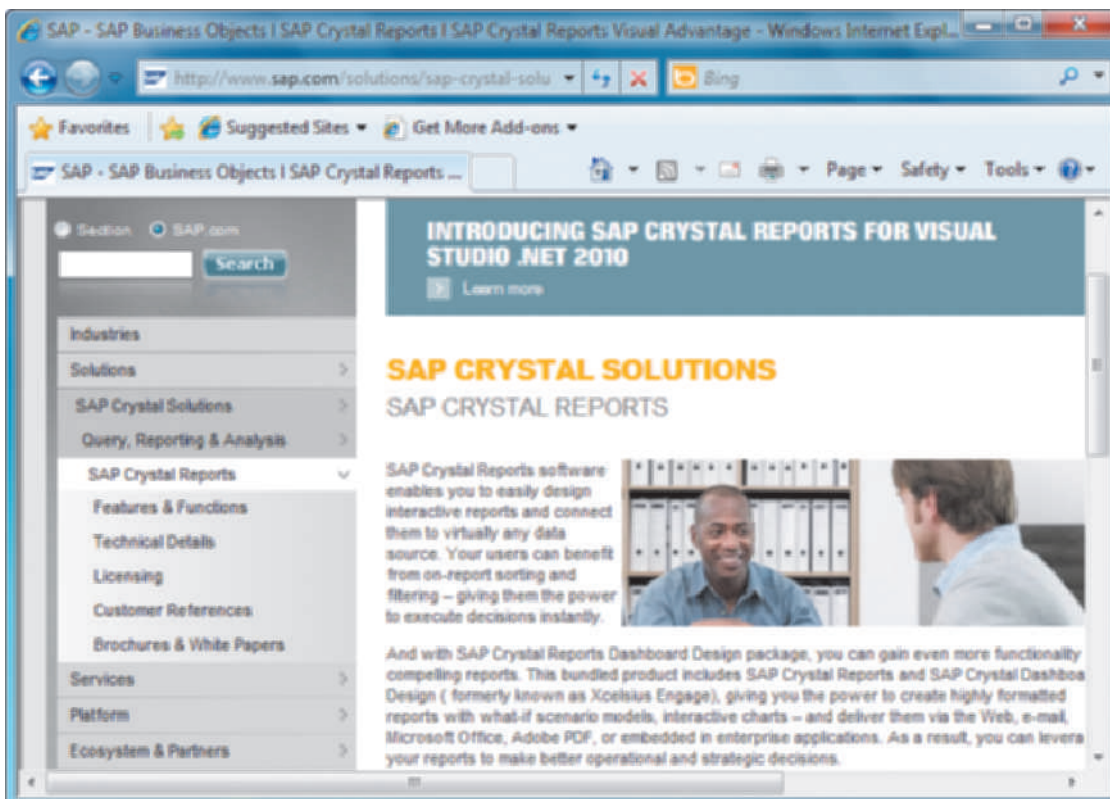 SAP - SAP Business Objects | SAP Crystal Reports | SAP Crystal Reports Visual Advantage - Windows Internet Expl...
http://www.sap.com/solutions/sap-crystal-solu
Bing
Favorites
Suggested Sites
Get More Add-ons
SAP - SAP Business Objects | SAP Crystal Reports ...
Page
Safety
Tools
Section
SAP.com
Search
Industries
Solutions
SAP Crystal Solutions
Query, Reporting & Analysis
SAP Crystal Reports
Features & Functions
Technical Details
Licensing
Customer References
Brochures & White Papers
Services
Platform
Ecosystem & Partners
INTRODUCING SAP CRYSTAL REPORTS FOR VISUAL
STUDIO .NET 2010
Learn more
SAP CRYSTAL SOLUTIONS
SAP CRYSTAL REPORTS
SAP Crystal Reports software
enables you to easily design
interactive reports and connect
them to virtually any data
source. Your users can benefit
from on-report sorting and
filtering – giving them the power
to execute decisions instantly.
And with SAP Crystal Reports Dashboard Design package, you can gain even more functionality
compelling reports. This bundled product includes SAP Crystal Reports and SAP Crystal Dashboa
Design ( formerly known as Xcelsius Engage), giving you the power to create highly formatted
reports with what-if scenario models, interactive charts – and deliver them via the Web, e-mail,
Microsoft Office, Adobe PDF, or embedded in enterprise applications. As a result, you can levera
your reports to make better operational and strategic decisions.